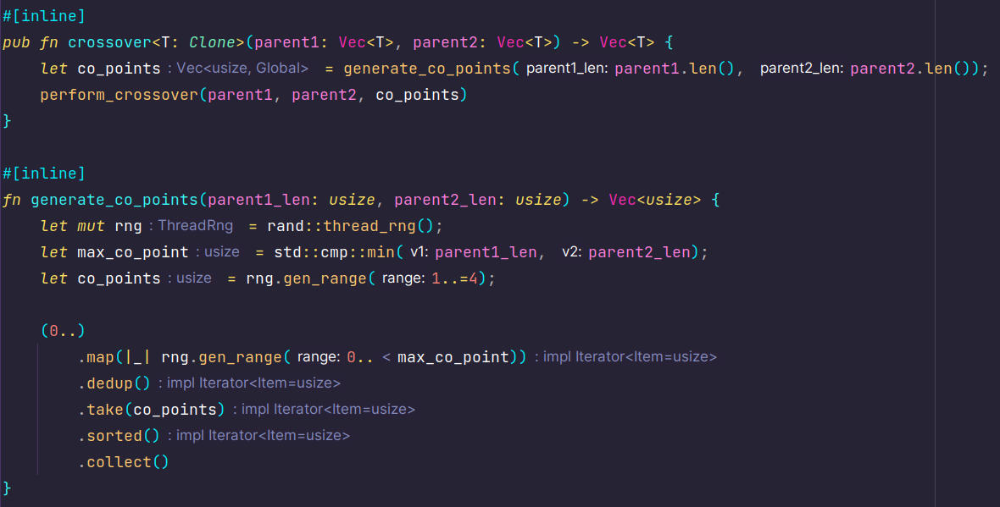 #[inline]
pub fn crossover<T: Clone>(parent1: Vec<T>, parent2: Vec<T>) -> Vec<T> {
    let co_points : Vec<usize, Global> = generate_co_points( parent1_len: parent1.len(), parent2_len: parent2.len());
    perform_crossover(parent1, parent2, co_points)
}

#[inline]
fn generate_co_points(parent1_len: usize, parent2_len: usize) -> Vec<usize> {
    let mut rng : ThreadRng = rand::thread_rng();
    let max_co_point : usize = std::cmp::min( v1: parent1_len, v2: parent2_len);
    let co_points : usize = rng.gen_range( range: 1..=4);

    (0..)
        .map(|_| rng.gen_range( range: 0.. < max_co_point)) : impl Iterator<Item=usize>
        .dedup() : impl Iterator<Item=usize>
        .take(co_points) : impl Iterator<Item=usize>
        .sorted() : impl Iterator<Item=usize>
        .collect()
}